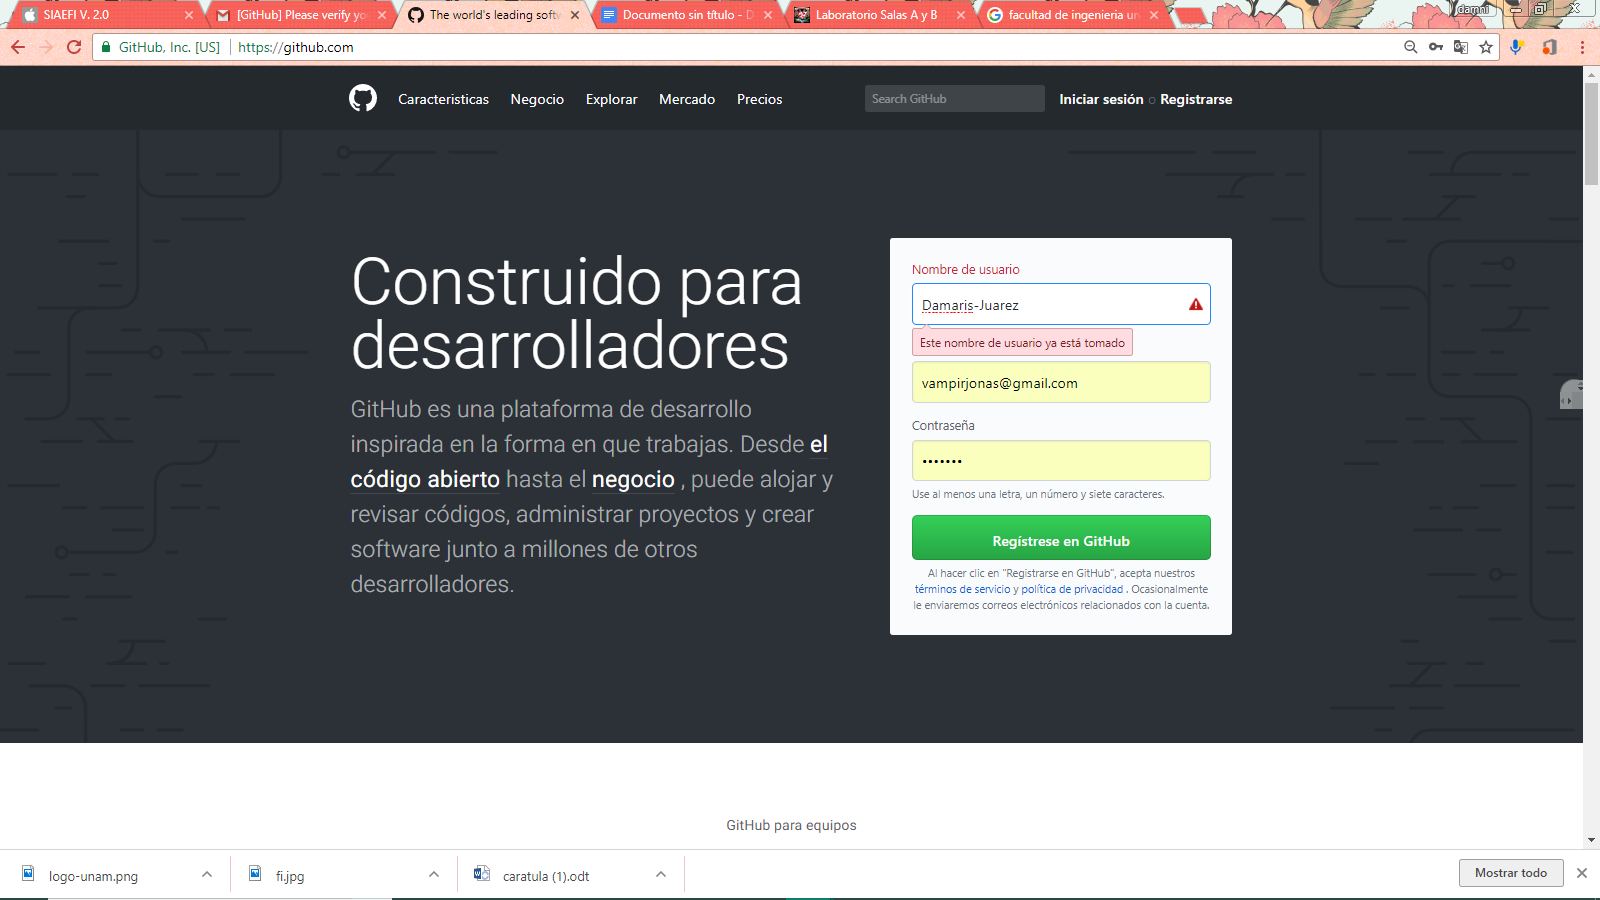 SIAEFI V. 2.0
[GitHub] Please verify yo
The world's leading softw
Documento sin título - D
Laboratorio Salas A y B
facultad de ingenieria un
damni
GitHub, Inc. [US]
https://github.com
Caracteristicas
Negocio
Explorar
Mercado
Precios
Search GitHub
Iniciar sesión o Registrarse
Construido para
desarrolladores
GitHub es una plataforma de desarrollo
inspirada en la forma en que trabajas. Desde el
código abierto hasta el negocio , puede alojar y
revisar códigos, administrar proyectos y crear
software junto a millones de otros
desarrolladores.
Nombre de usuario
Damaris-Juarez
Este nombre de usuario ya está tomado
vampirjonas@gmail.com
Contraseña
•••••••
Use al menos una letra, un número y siete caracteres.
Regístrese en GitHub
Al hacer clic en "Registrarse en GitHub", acepta nuestros
términos de servicio y política de privacidad . Ocasionalmente
le enviaremos correos electrónicos relacionados con la cuenta.
GitHub para equipos
logo-unam.png
fi.jpg
caratula (1).odt
Mostrar todo